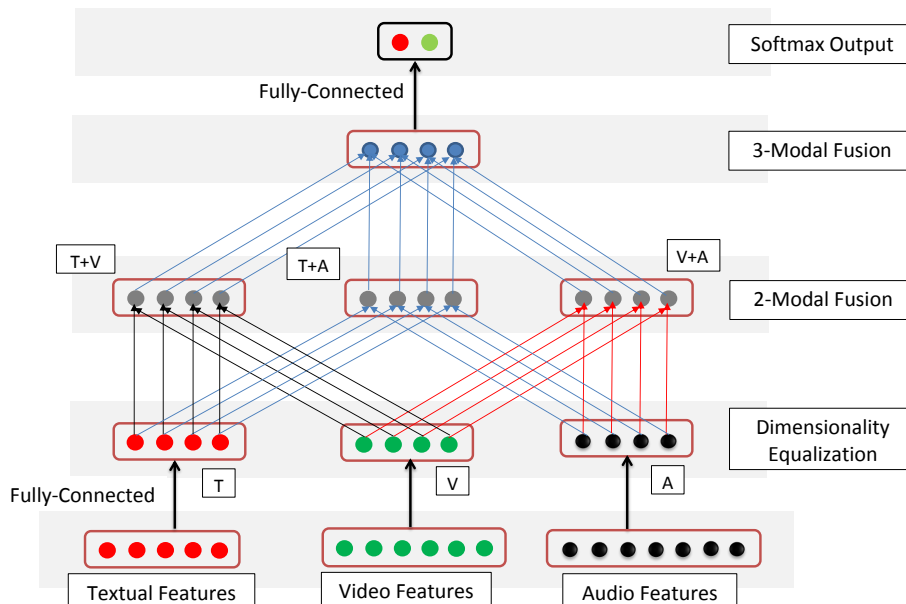 Softmax Output
Fully-Connected
3-Modal Fusion
T+V
T+A
V+A
2-Modal Fusion
Dimensionality
Equalization
T
V
A
Fully-Connected
Textual Features
Video Features
Audio Features